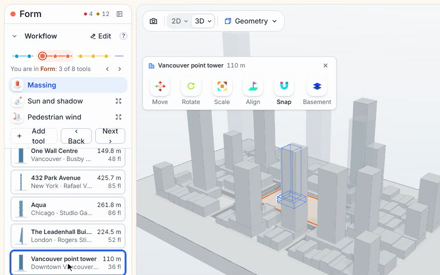 Form
4
12
Workflow
Edit
You are in Form: 3 of 8 tools
Massing
Sun and shadow
Pedestrian wind
+ Add tool
‹ Back
Next ›
One Wall Centre 149.8 m
Vancouver · Busby ... 48 fl
432 Park Avenue 425.7 m
New York · Rafael V... 85 fl
Aqua 261.8 m
Chicago · Studio Ga... 86 fl
The Leadenhall Bui... 224.5 m
London · Rogers Sti... 52 fl
Vancouver point tower 110 m
Downtown Vancouver... 36 fl
2D
3D
Geometry
Vancouver point tower 110 m
Move
Rotate
Scale
Align
Snap
Basement